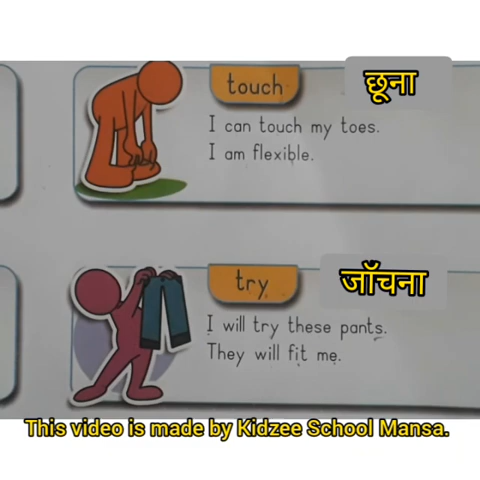 touch
छूना
I can touch my toes.
I am flexible.
try
जाँचना
I will try these pants.
They will fit me.
This video is made by Kidzee School Mansa.